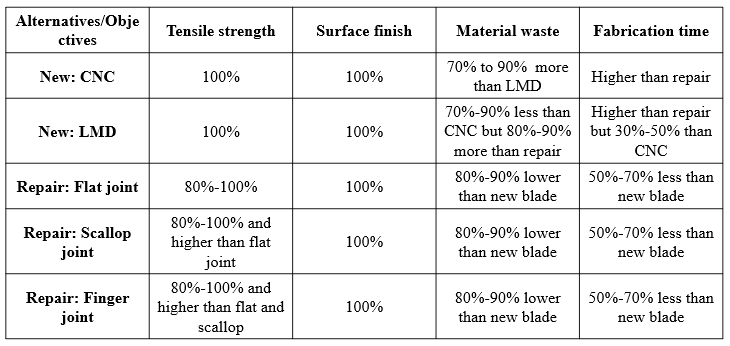 Alternatives/Obje
ctives
Tensile strength
Surface finish
Material waste
Fabrication time
New: CNC
100%
100%
70% to 90%  more
than LMD
Higher than repair
New: LMD
100%
100%
70%-90% less than
CNC but 80%-90%
more than repair
Higher than repair
but 30%-50% than
CNC
Repair: Flat joint
80%-100%
100%
80%-90% lower
than new blade
50%-70% less than
new blade
Repair: Scallop
joint
80%-100% and
higher than flat
joint
100%
80%-90% lower
than new blade
50%-70% less than
new blade
Repair: Finger
joint
80%-100% and
higher than flat and
scallop
100%
80%-90% lower
than new blade
50%-70% less than
new blade